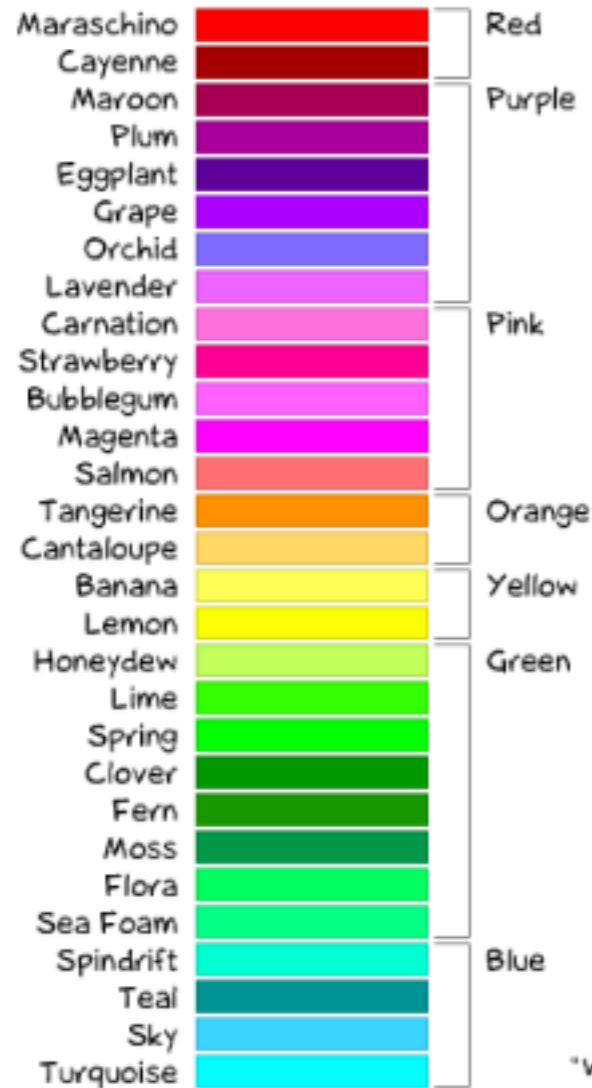 Maraschino Red
Cayenne
Maroon Purple
Plum
Eggplant
Grape
Orchid
Lavender
Carnation Pink
Strawberry
Bubblegum
Magenta
Salmon
Tangerine Orange
Cantaloupe
Banana Yellow
Lemon
Honeydew Green
Lime
Spring
Clover
Fern
Moss
Flora
Sea Foam
Spindrift Blue
Teal
Sky
Turquoise